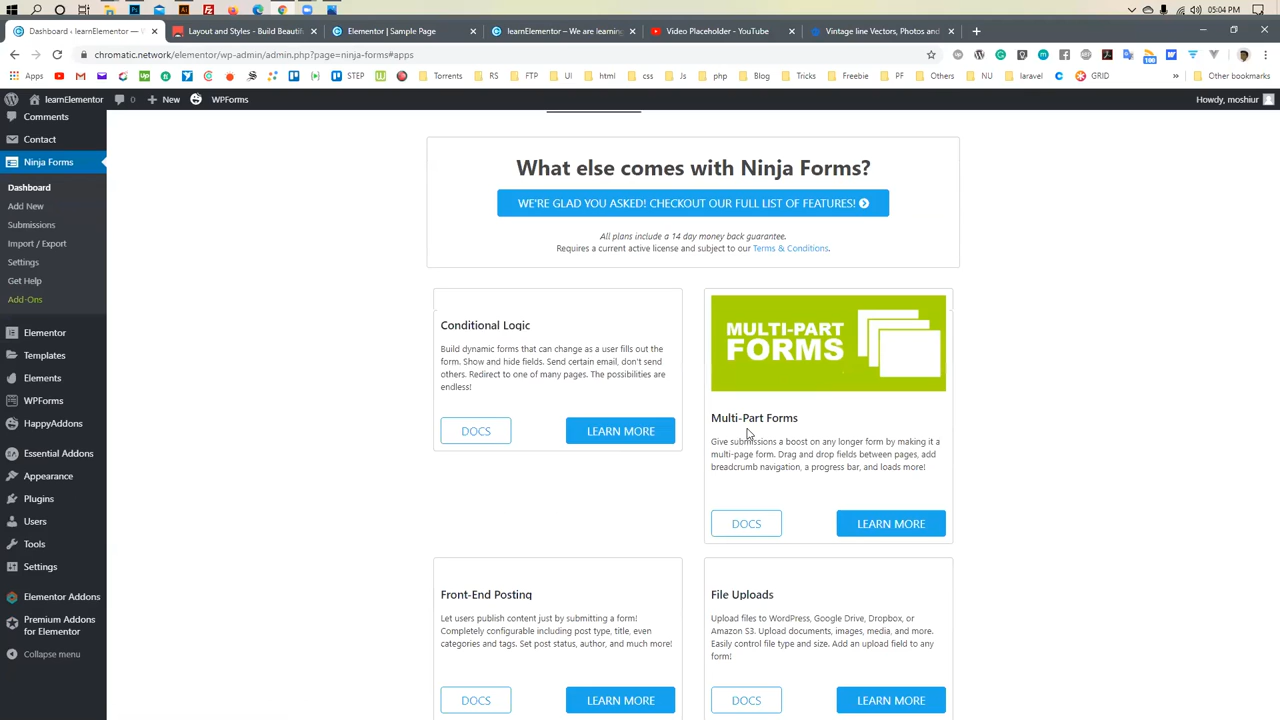 Dashboard ‹ learnElementor —
Layout and Styles - Build Beautif
Elementor | Sample Page
learnElementor – We are learning
Video Placeholder - YouTube
Vintage line Vectors, Photos and
05:04 PM
chromatic.network/elementor/wp-admin/admin.php?page=ninja-forms#apps
Apps
STEP
Torrents
RS
FTP
UI
html
css
Js
php
Blog
Tricks
Freebie
PF
Others
NU
laravel
GRID
Other bookmarks
learnElementor
0
New
WPForms
Howdy, moshiur
Comments
Contact
Ninja Forms
Dashboard
Add New
Submissions
Import / Export
Settings
Get Help
Add-Ons
Elementor
Templates
Elements
WPForms
HappyAddons
Essential Addons
Appearance
Plugins
Users
Tools
Settings
Elementor Addons
Premium Addons
for Elementor
Collapse menu
What else comes with Ninja Forms?
WE'RE GLAD YOU ASKED! CHECKOUT OUR FULL LIST OF FEATURES!
All plans include a 14 day money back guarantee.
Requires a current active license and subject to our Terms & Conditions.
Conditional Logic
Build dynamic forms that can change as a user fills out the
form. Show and hide fields. Send certain email, don't send
others. Redirect to one of many pages. The possibilities are
endless!
DOCS
LEARN MORE
MULTI-PART
FORMS
Multi-Part Forms
Give submissions a boost on any longer form by making it a
multi-page form. Drag and drop fields between pages, add
breadcrumb navigation, a progress bar, and loads more!
DOCS
LEARN MORE
Front-End Posting
Let users publish content just by submitting a form!
Completely configurable including post type, title, even
categories and tags. Set post status, author, and much more!
DOCS
LEARN MORE
File Uploads
Upload files to WordPress, Google Drive, Dropbox, or
Amazon S3. Upload documents, images, media, and more.
Easily control file type and size. Add an upload field to any
form!
DOCS
LEARN MORE